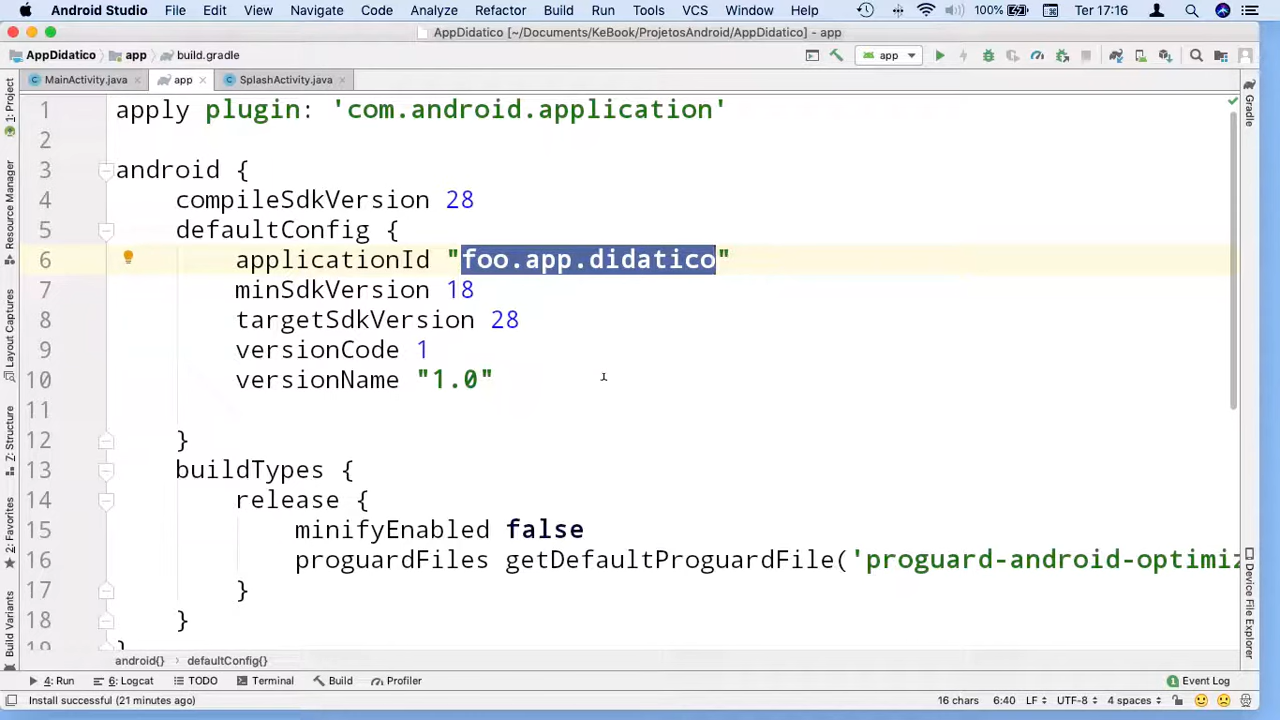 Android Studio File Edit View Navigate Code Analyze Refactor Build Run Tools VCS Window Help 100% Ter 17:16
AppDidatico [~/Documents/KeBook/ProjetosAndroid/AppDidatico] - app
AppDidatico app build.gradle app
MainActivity.java app SplashActivity.java
1 apply plugin: 'com.android.application'
2
3 android {
4 compileSdkVersion 28
5 defaultConfig {
6 applicationId "foo.app.didatico"
7 minSdkVersion 18
8 targetSdkVersion 28
9 versionCode 1
10 versionName "1.0"
11
12 }
13 buildTypes {
14 release {
15 minifyEnabled false
16 proguardFiles getDefaultProguardFile('proguard-android-optimiz
17 }
18 }
19 }
1: Project
Resource Manager
Layout Captures
Z: Structure
2: Favorites
Build Variants
Gradle
Device File Explorer
android{} defaultConfig{}
4: Run 6: Logcat TODO Terminal Build Profiler 1 Event Log
Install successful (21 minutes ago) 16 chars 6:40 LF UTF-8 4 spaces